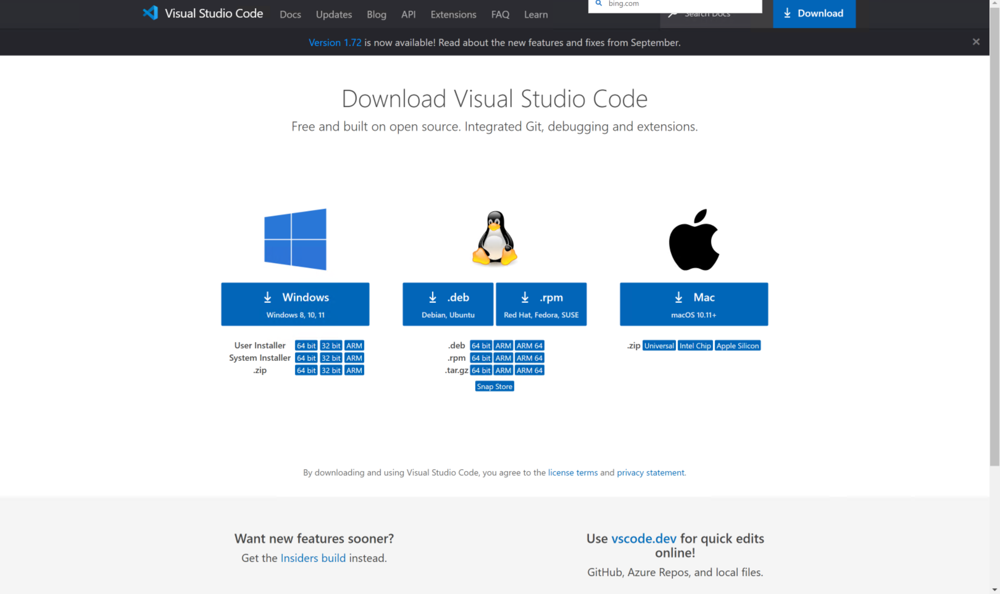 bing.com
Visual Studio Code Docs Updates Blog API Extensions FAQ Learn Search Docs Download
Version 1.72 is now available! Read about the new features and fixes from September.
Download Visual Studio Code
Free and built on open source. Integrated Git, debugging and extensions.
Windows
Windows 8, 10, 11
.deb
Debian, Ubuntu
.rpm
Red Hat, Fedora, SUSE
Mac
macOS 10.11+
User Installer 64 bit 32 bit ARM
System Installer 64 bit 32 bit ARM
.zip 64 bit 32 bit ARM
.deb 64 bit ARM ARM 64
.rpm 64 bit ARM ARM 64
.tar.gz 64 bit ARM ARM 64
Snap Store
.zip Universal Intel Chip Apple Silicon
By downloading and using Visual Studio Code, you agree to the license terms and privacy statement.
Want new features sooner?
Get the Insiders build instead.
Use vscode.dev for quick edits
online!
GitHub, Azure Repos, and local files.